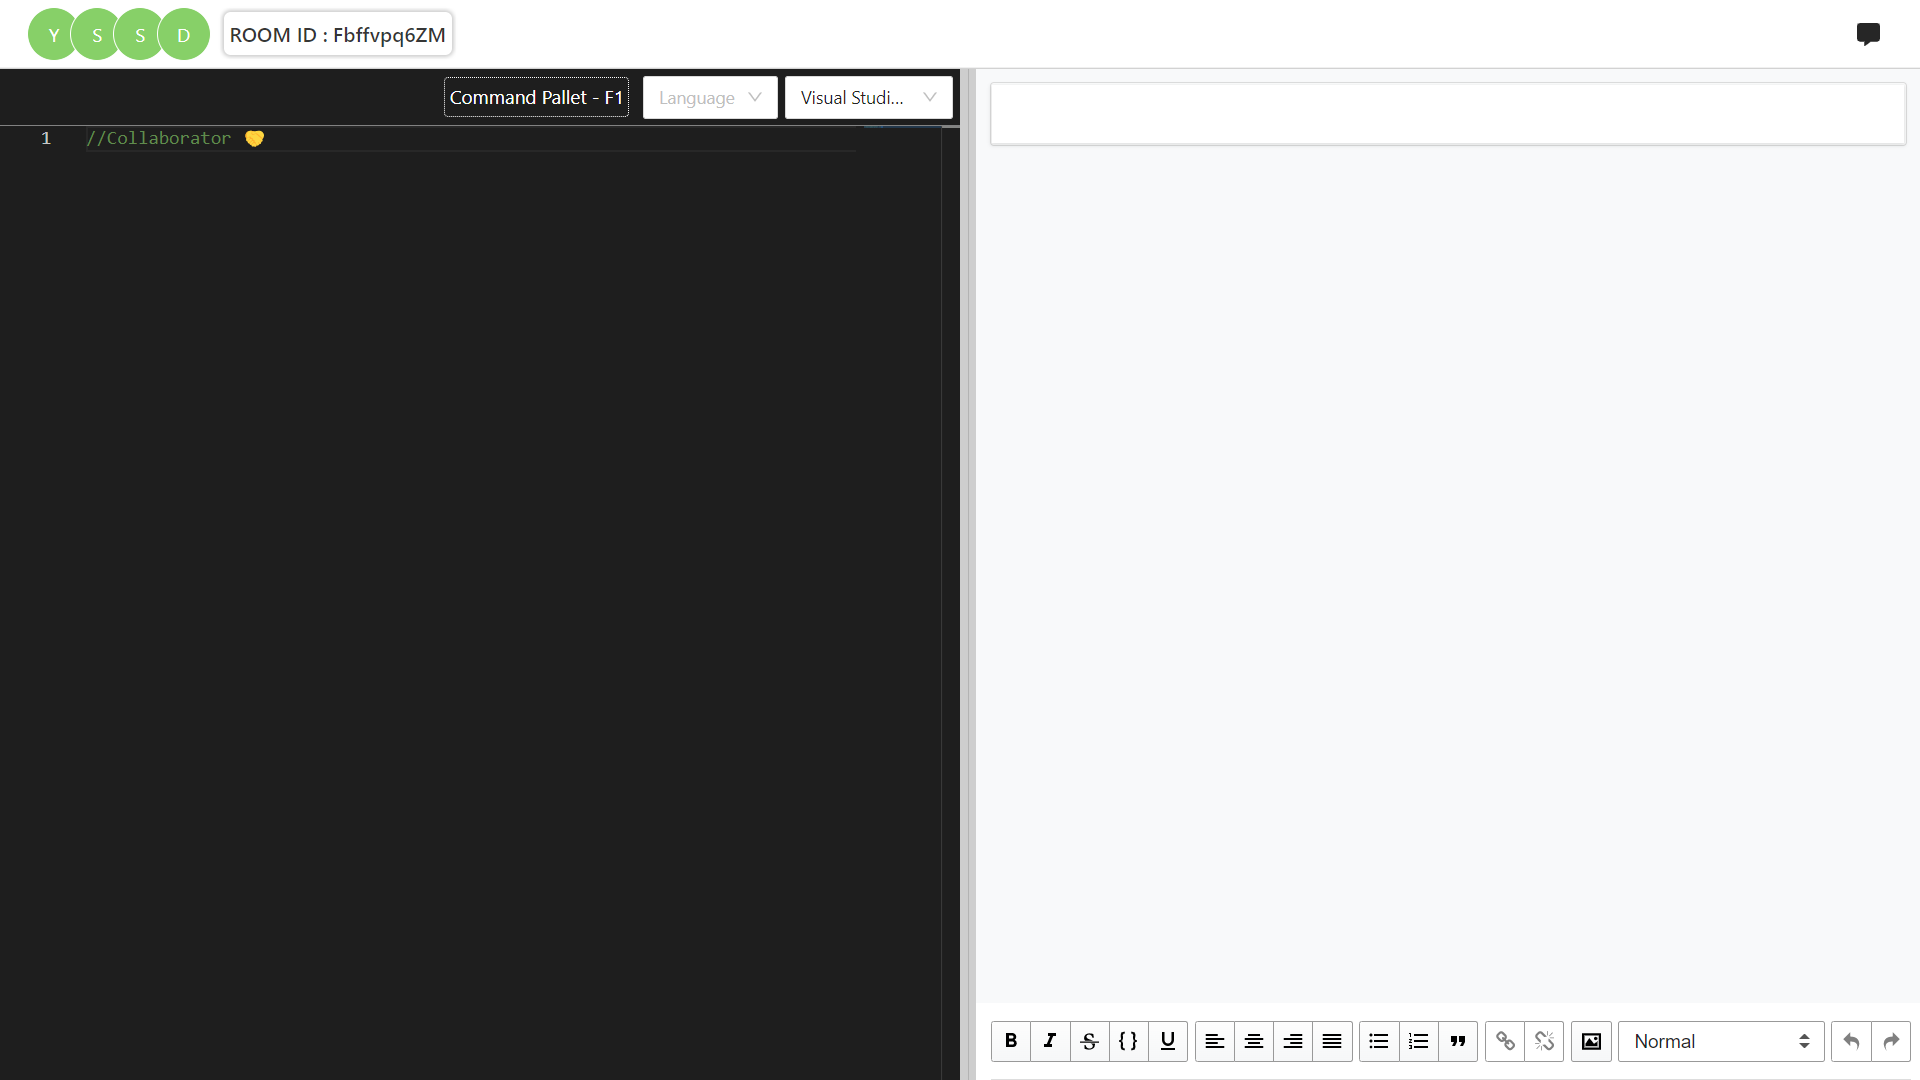 Y S S D ROOM ID : Fbffvpq6ZM
Command Pallet - F1 Language Visual Studi...
1 //Collaborator 🤝
B I S {} U Normal